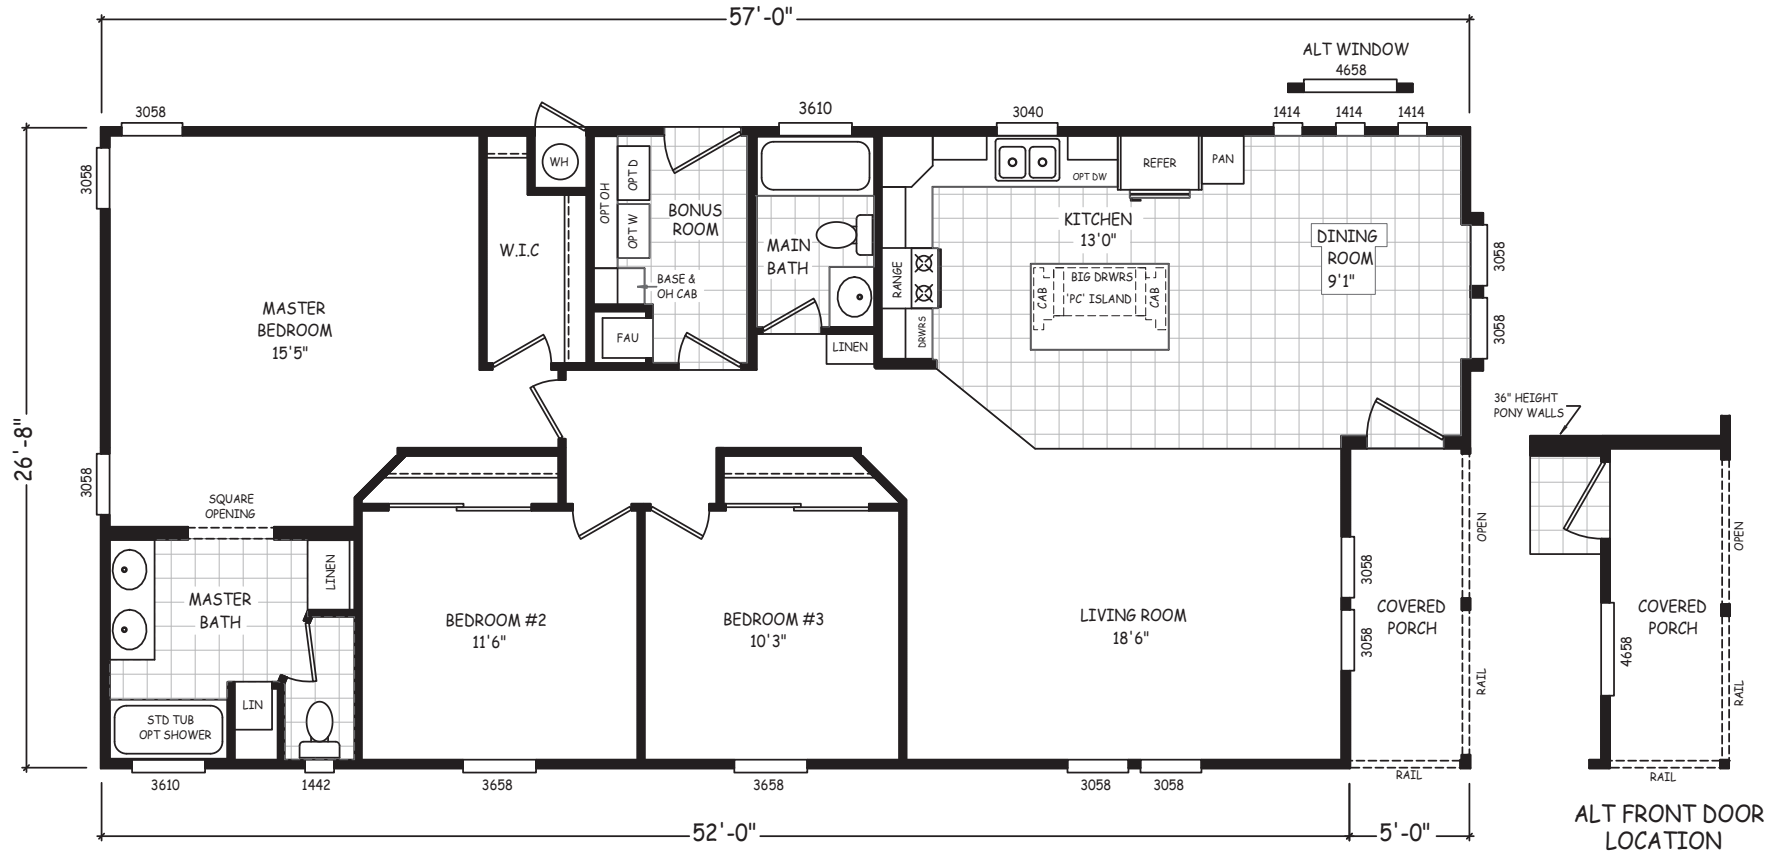 57'-0"
ALT WINDOW
4658
3058
3610
3040
1414
1414
1414
WH
OPT D
OPT OH
REFER
PAN
OPT DW
3058
BONUS
ROOM
OPT W
KITCHEN
13'0"
DINING
ROOM
9'1"
W.I.C
MAIN
BATH
3058
BASE &
OH CAB
RANGE
CAB
BIG DRWRS
'PC' ISLAND
CAB
MASTER
BEDROOM
15'5"
FAU
LINEN
DRWRS
3058
36" HEIGHT
PONY WALLS
26'-8"
3058
SQUARE
OPENING
OPEN
OPEN
LINEN
3058
MASTER
BATH
BEDROOM #2
11'6"
BEDROOM #3
10'3"
LIVING ROOM
18'6"
COVERED
PORCH
COVERED
PORCH
3058
4658
RAIL
RAIL
LIN
STD TUB
OPT SHOWER
RAIL
RAIL
3610
1442
3658
3658
3058
3058
52'-0"
5'-0"
ALT FRONT DOOR
LOCATION